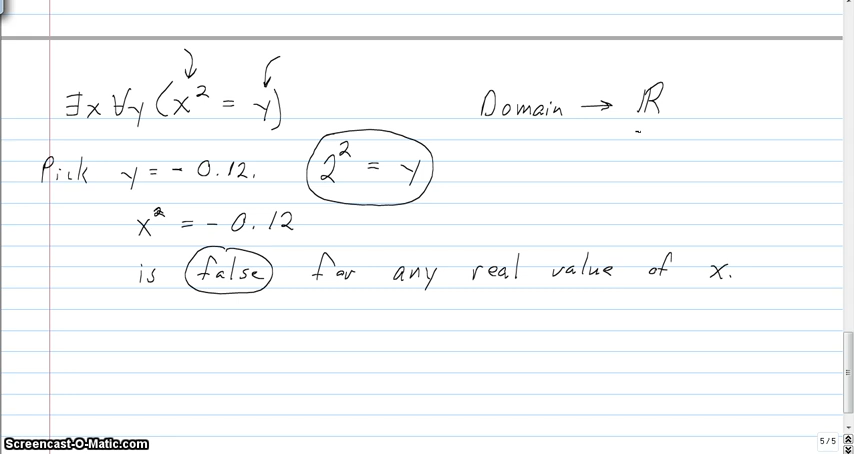 ∃x ∀y (x² = y) Domain → ℝ
Pick y = - 0.12. 2² = y
x² = - 0.12
is false for any real value of x.
Screencast-O-Matic.com
5/5